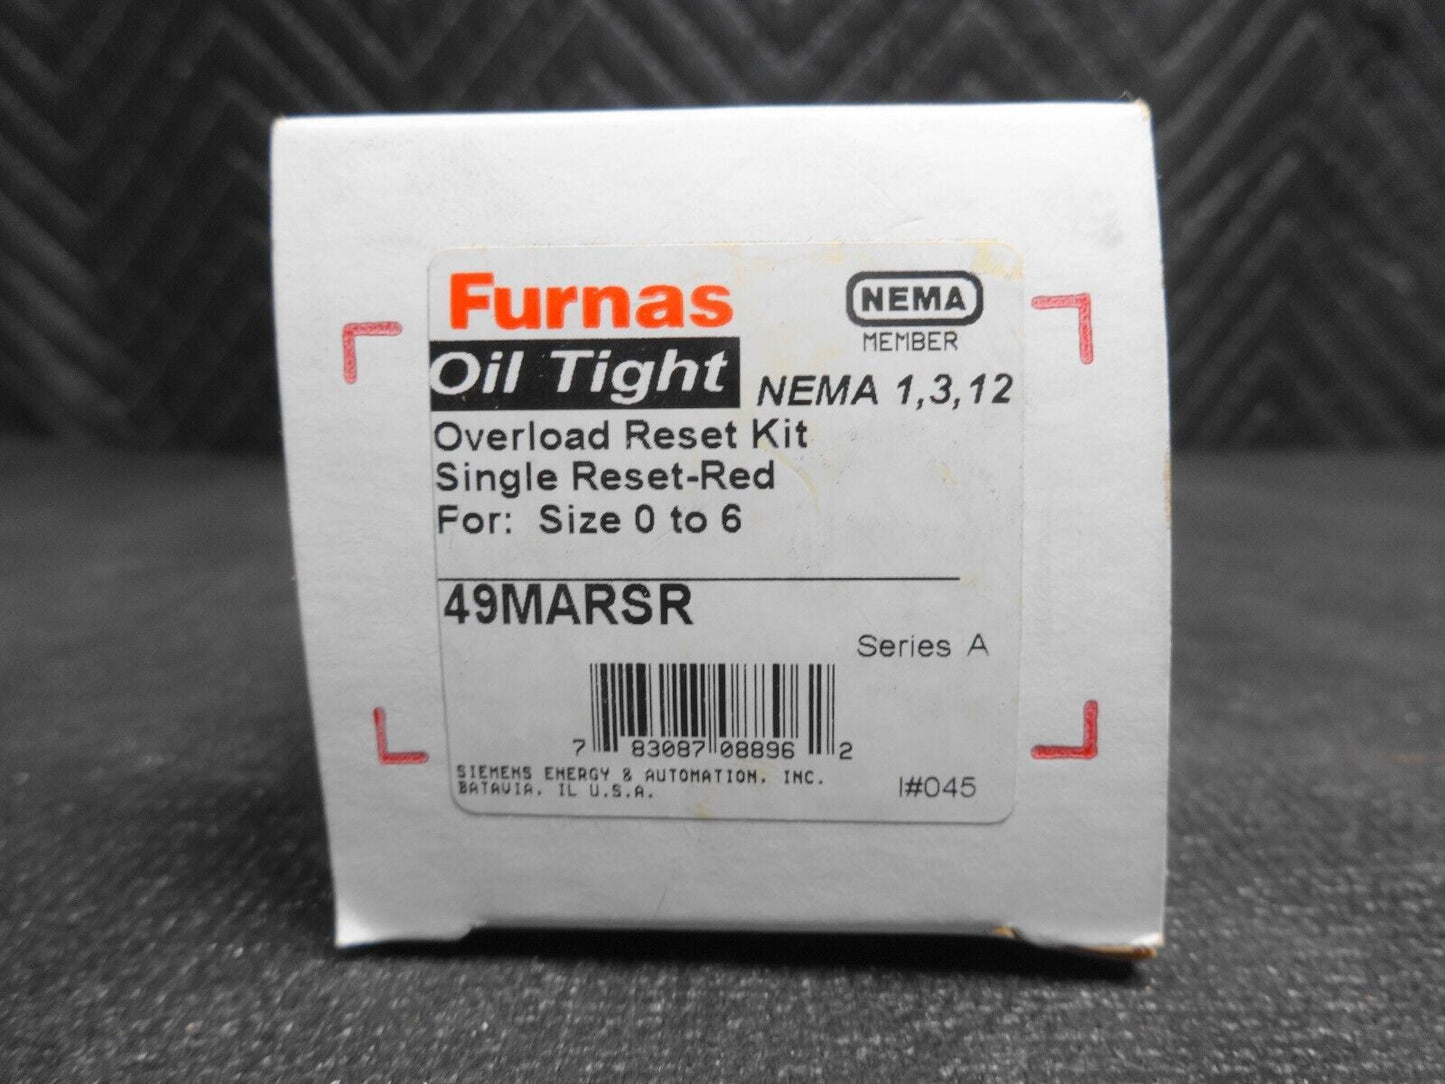 Furnas
NEMA
MEMBER
Oil Tight
NEMA 1,3,12
Overload Reset Kit
Single Reset-Red
For: Size 0 to 6
49MARSR
Series A
7 83087 08896 2
SIEMENS ENERGY & AUTOMATION, INC.
BATAVIA, IL U.S.A.
I#045